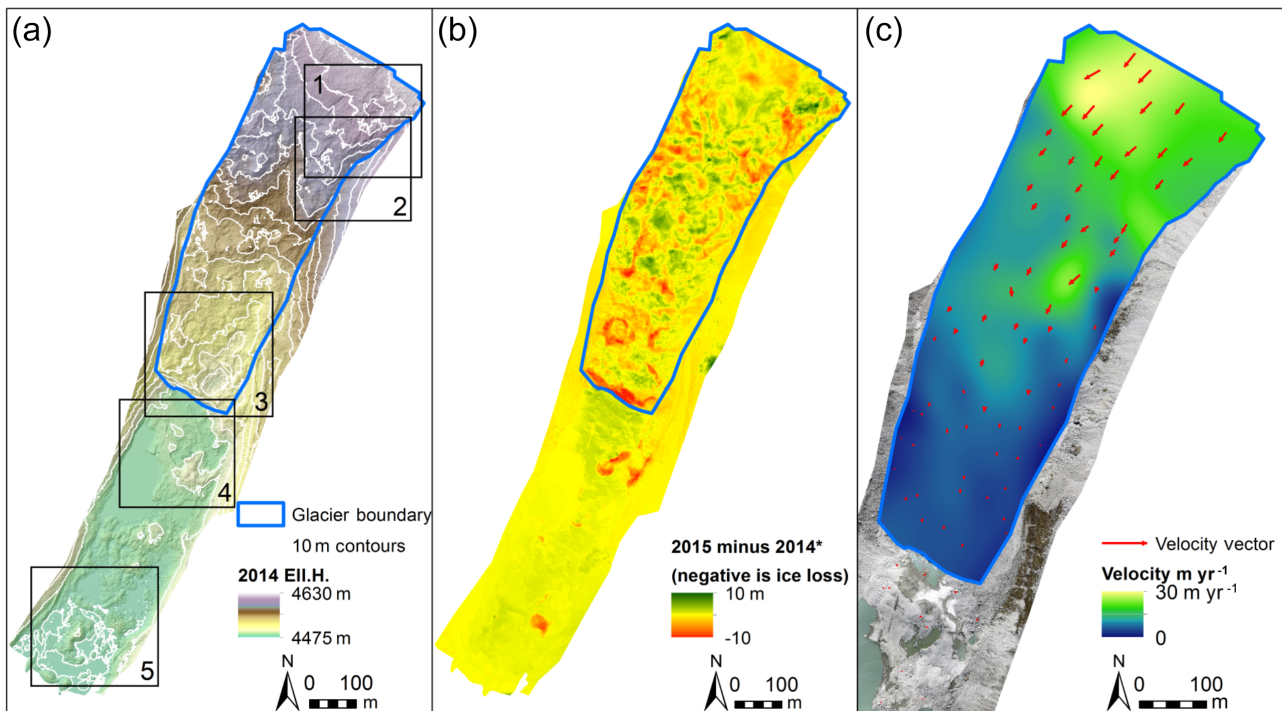 (a)
1
2
3
4
5
Glacier boundary
10 m contours
2014 Ell.H.
4630 m
4475 m
N
0 100
m
(b)
2015 minus 2014*
(negative is ice loss)
10 m
-10
N
0 100
m
(c)
Velocity vector
Velocity m yr⁻¹
30 m yr⁻¹
0
N
0 100
m